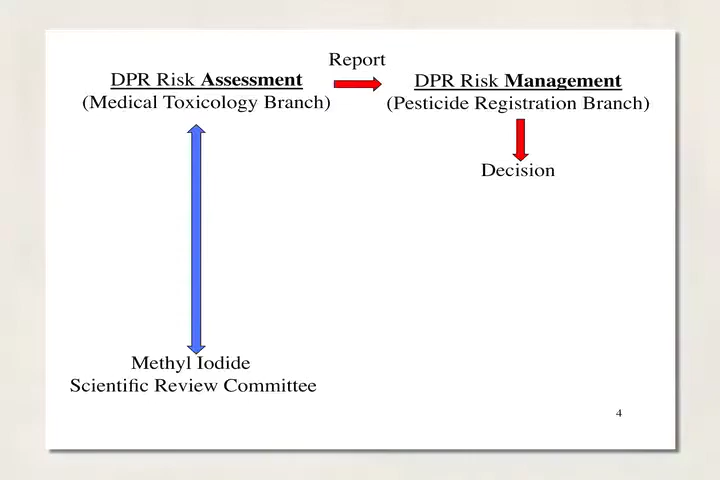 Report
DPR Risk Assessment
(Medical Toxicology Branch)
DPR Risk Management
(Pesticide Registration Branch)
Decision
Methyl Iodide
Scientific Review Committee
4